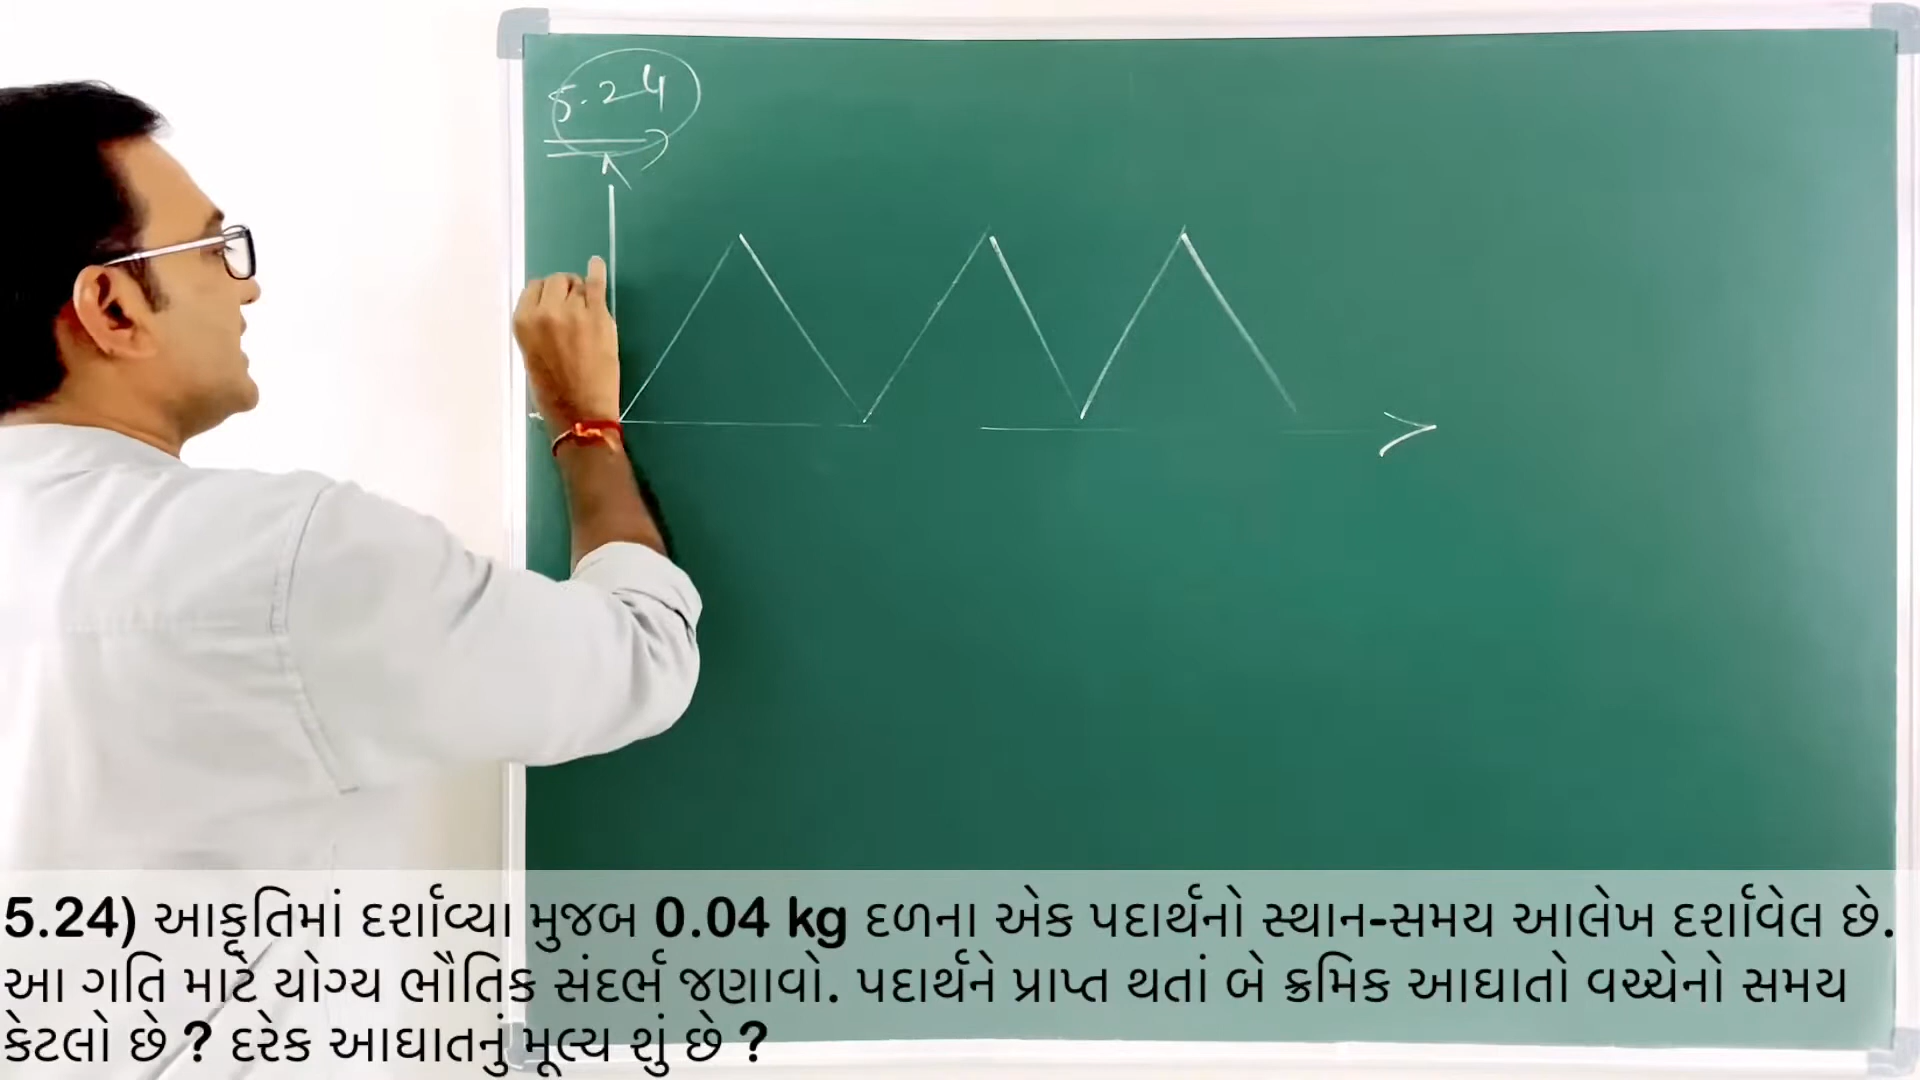 5.24
5.24) આકૃતિમાં દર્શાવ્યા મુજબ 0.04 kg દળના એક પદાર્થનો સ્થાન-સમય આલેખ દર્શાવેલ છે.
આ ગતિ માટે યોગ્ય ભૌતિક સંદર્ભ જણાવો. પદાર્થને પ્રાપ્ત થતાં બે ક્રમિક આઘાતો વચ્ચેનો સમય
કેટલો છે ? દરેક આઘાતનું મૂલ્ય શું છે ?